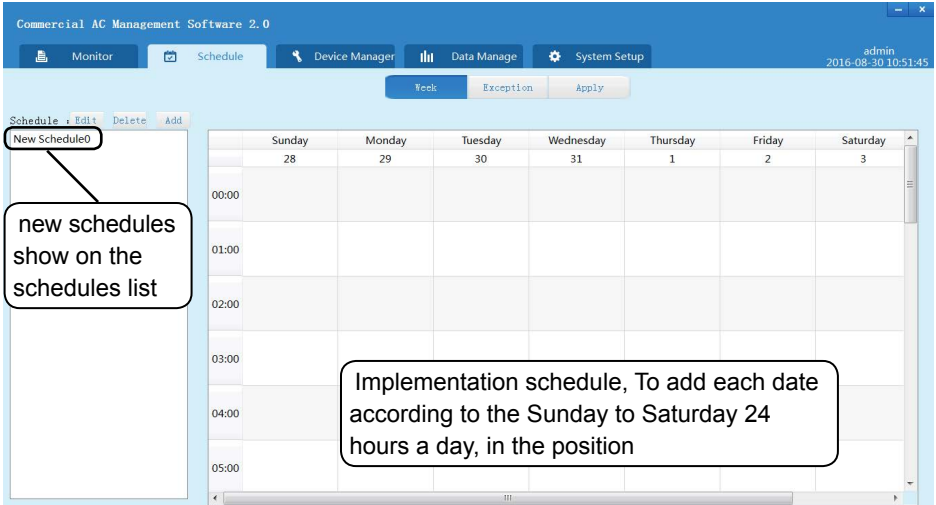 Commercial AC Management Software 2.0
Monitor Schedule Device Manager Data Manage System Setup
admin
2016-08-30 10:51:45
Week Exception Apply
Schedule : Edit Delete Add
New Schedule0
Sunday Monday Tuesday Wednesday Thursday Friday Saturday
28 29 30 31 1 2 3
00:00
new schedules
show on the
schedules list
01:00
02:00
03:00
Implementation schedule, To add each date
according to the Sunday to Saturday 24
hours a day, in the position
04:00
05:00